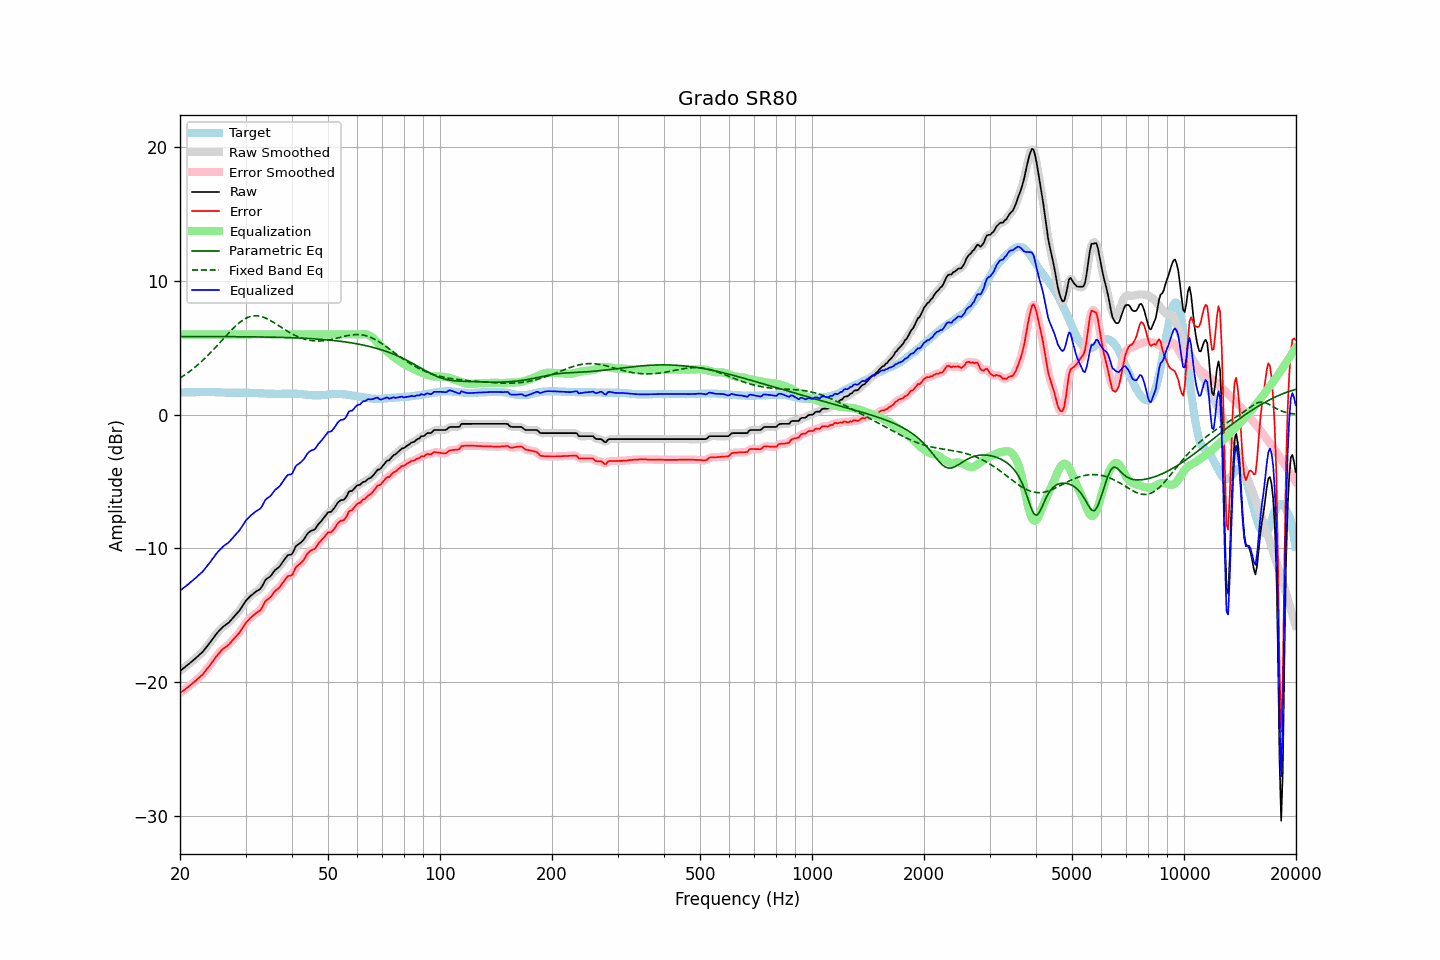 Grado SR80
Target
Raw Smoothed
Error Smoothed
Raw
Error
Equalization
Parametric Eq
Fixed Band Eq
Equalized
20
10
0
−10
−20
−30
Amplitude (dBr)
20 50 100 200 500 1000 2000 5000 10000 20000
Frequency (Hz)